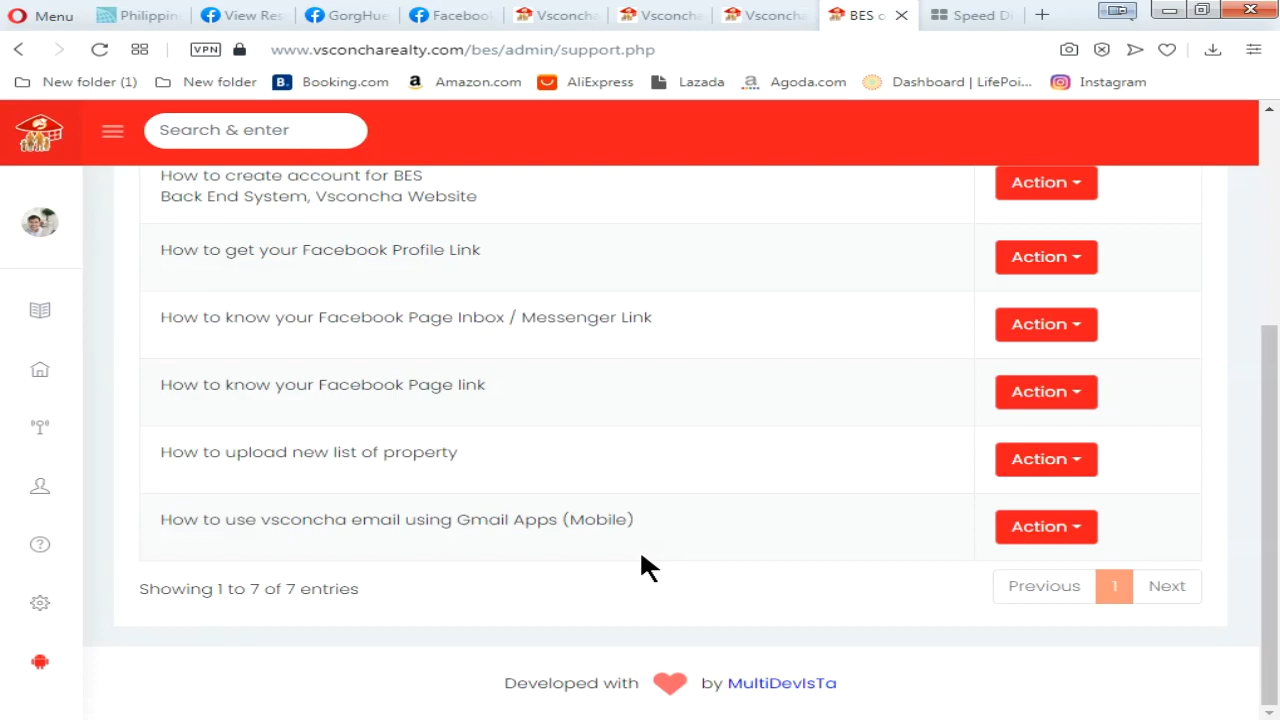 Menu
Philippin
View Res
GorgHue
Facebool
Vsconcha
Vsconcha
Vsconcha
BES o
Speed Di
VPN
www.vsconcharealty.com/bes/admin/support.php
New folder (1)
New folder
B.
Booking.com
Amazon.com
AliExpress
Lazada
Agoda.com
Dashboard | LifePoi...
Instagram
Search & enter
How to create account for BES
Back End System, Vsconcha Website
Action
How to get your Facebook Profile Link
Action
How to know your Facebook Page Inbox / Messenger Link
Action
How to know your Facebook Page link
Action
How to upload new list of property
Action
How to use vsconcha email using Gmail Apps (Mobile)
Action
Showing 1 to 7 of 7 entries
Previous 1 Next
Developed with by MultiDevIsTa